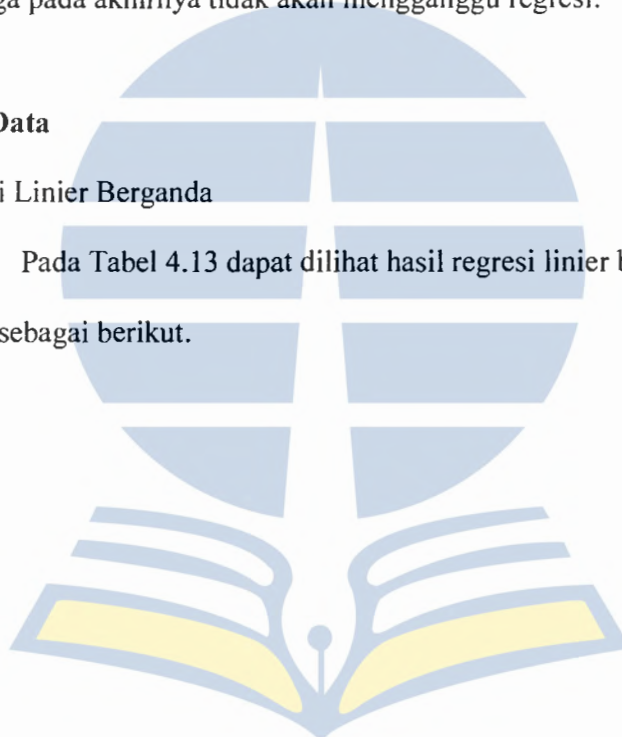 pada akhirnya tidak akan mengganggu regresi.
Data
i Linier Berganda
Pada Tabel 4.13 dapat dilihat hasil regresi linier b
sebagai berikut.